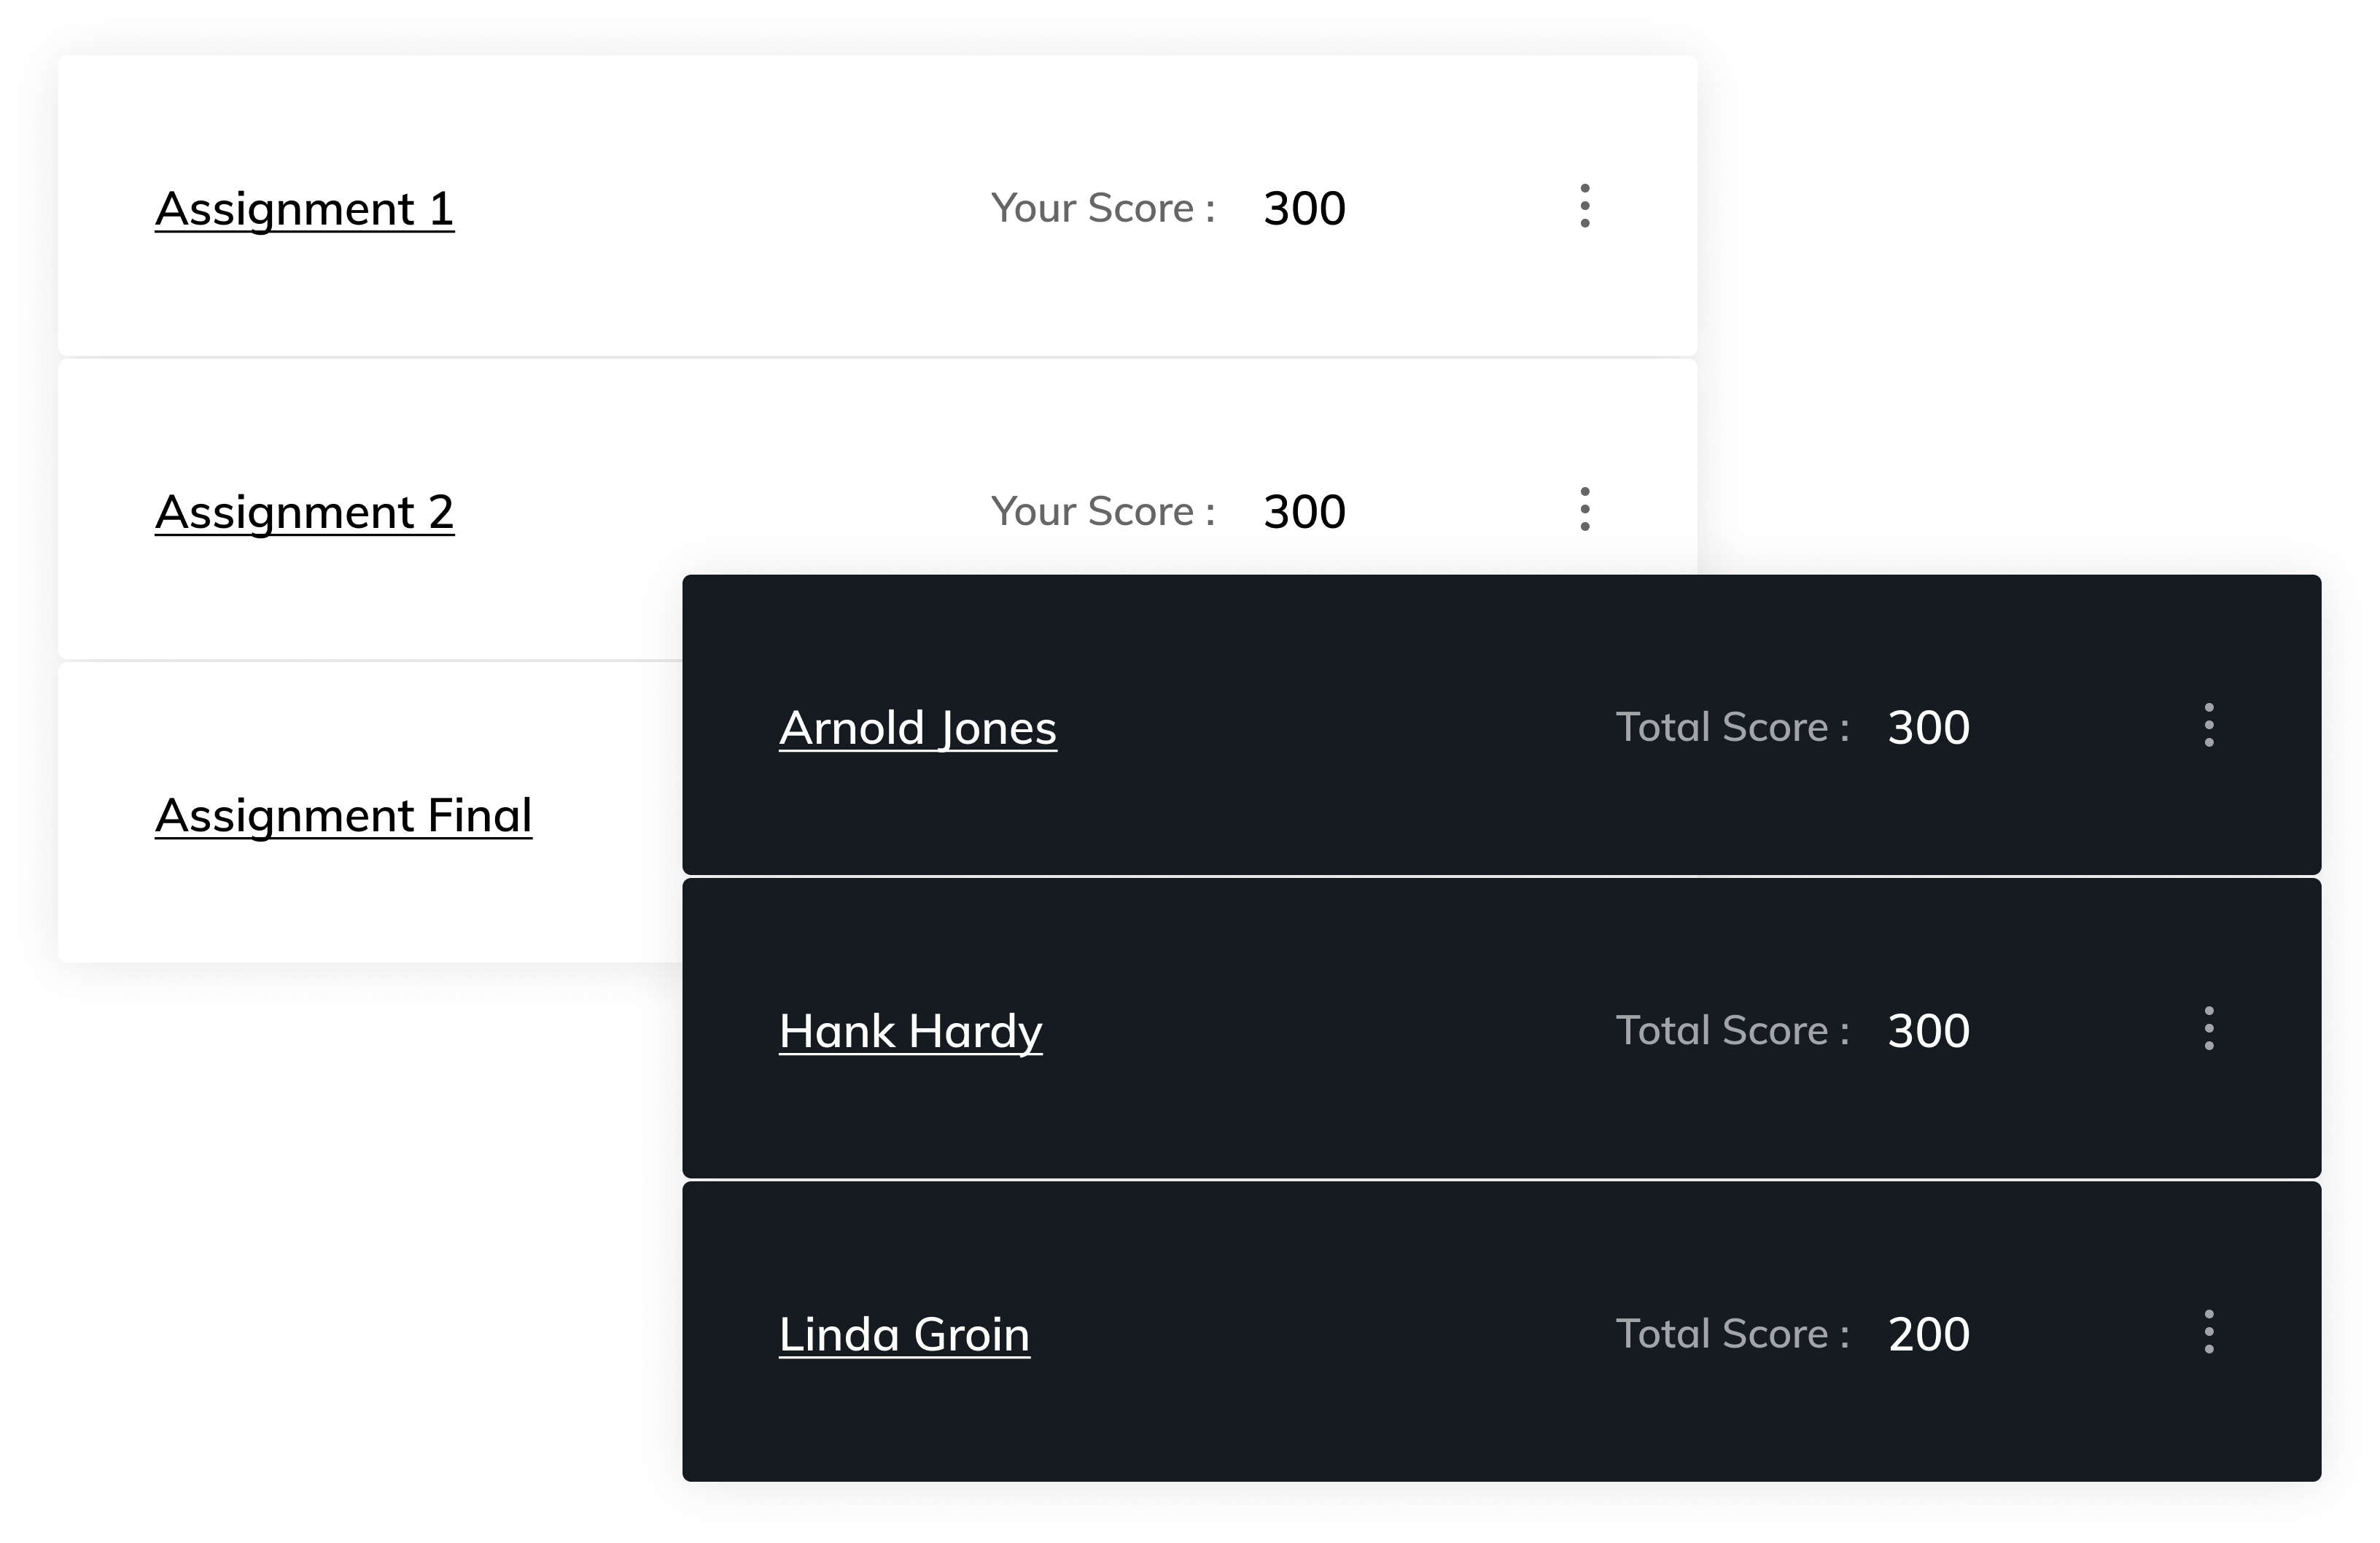 Assignment 1 Your Score : 300
Assignment 2 Your Score : 300
Assignment Final
Arnold Jones Total Score : 300
Hank Hardy Total Score : 300
Linda Groin Total Score : 200